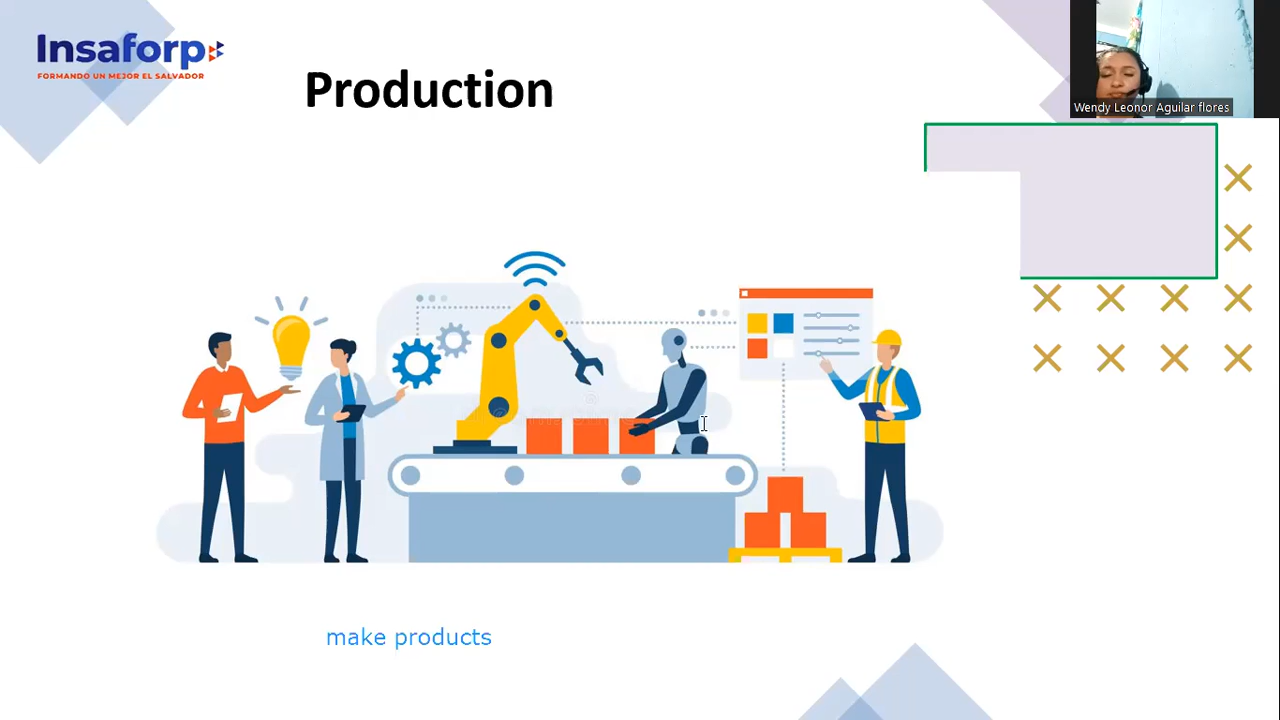 Insaforp
FORMANDO UN MEJOR EL SALVADOR
Production
Wendy Leonor Aguilar flores
make products